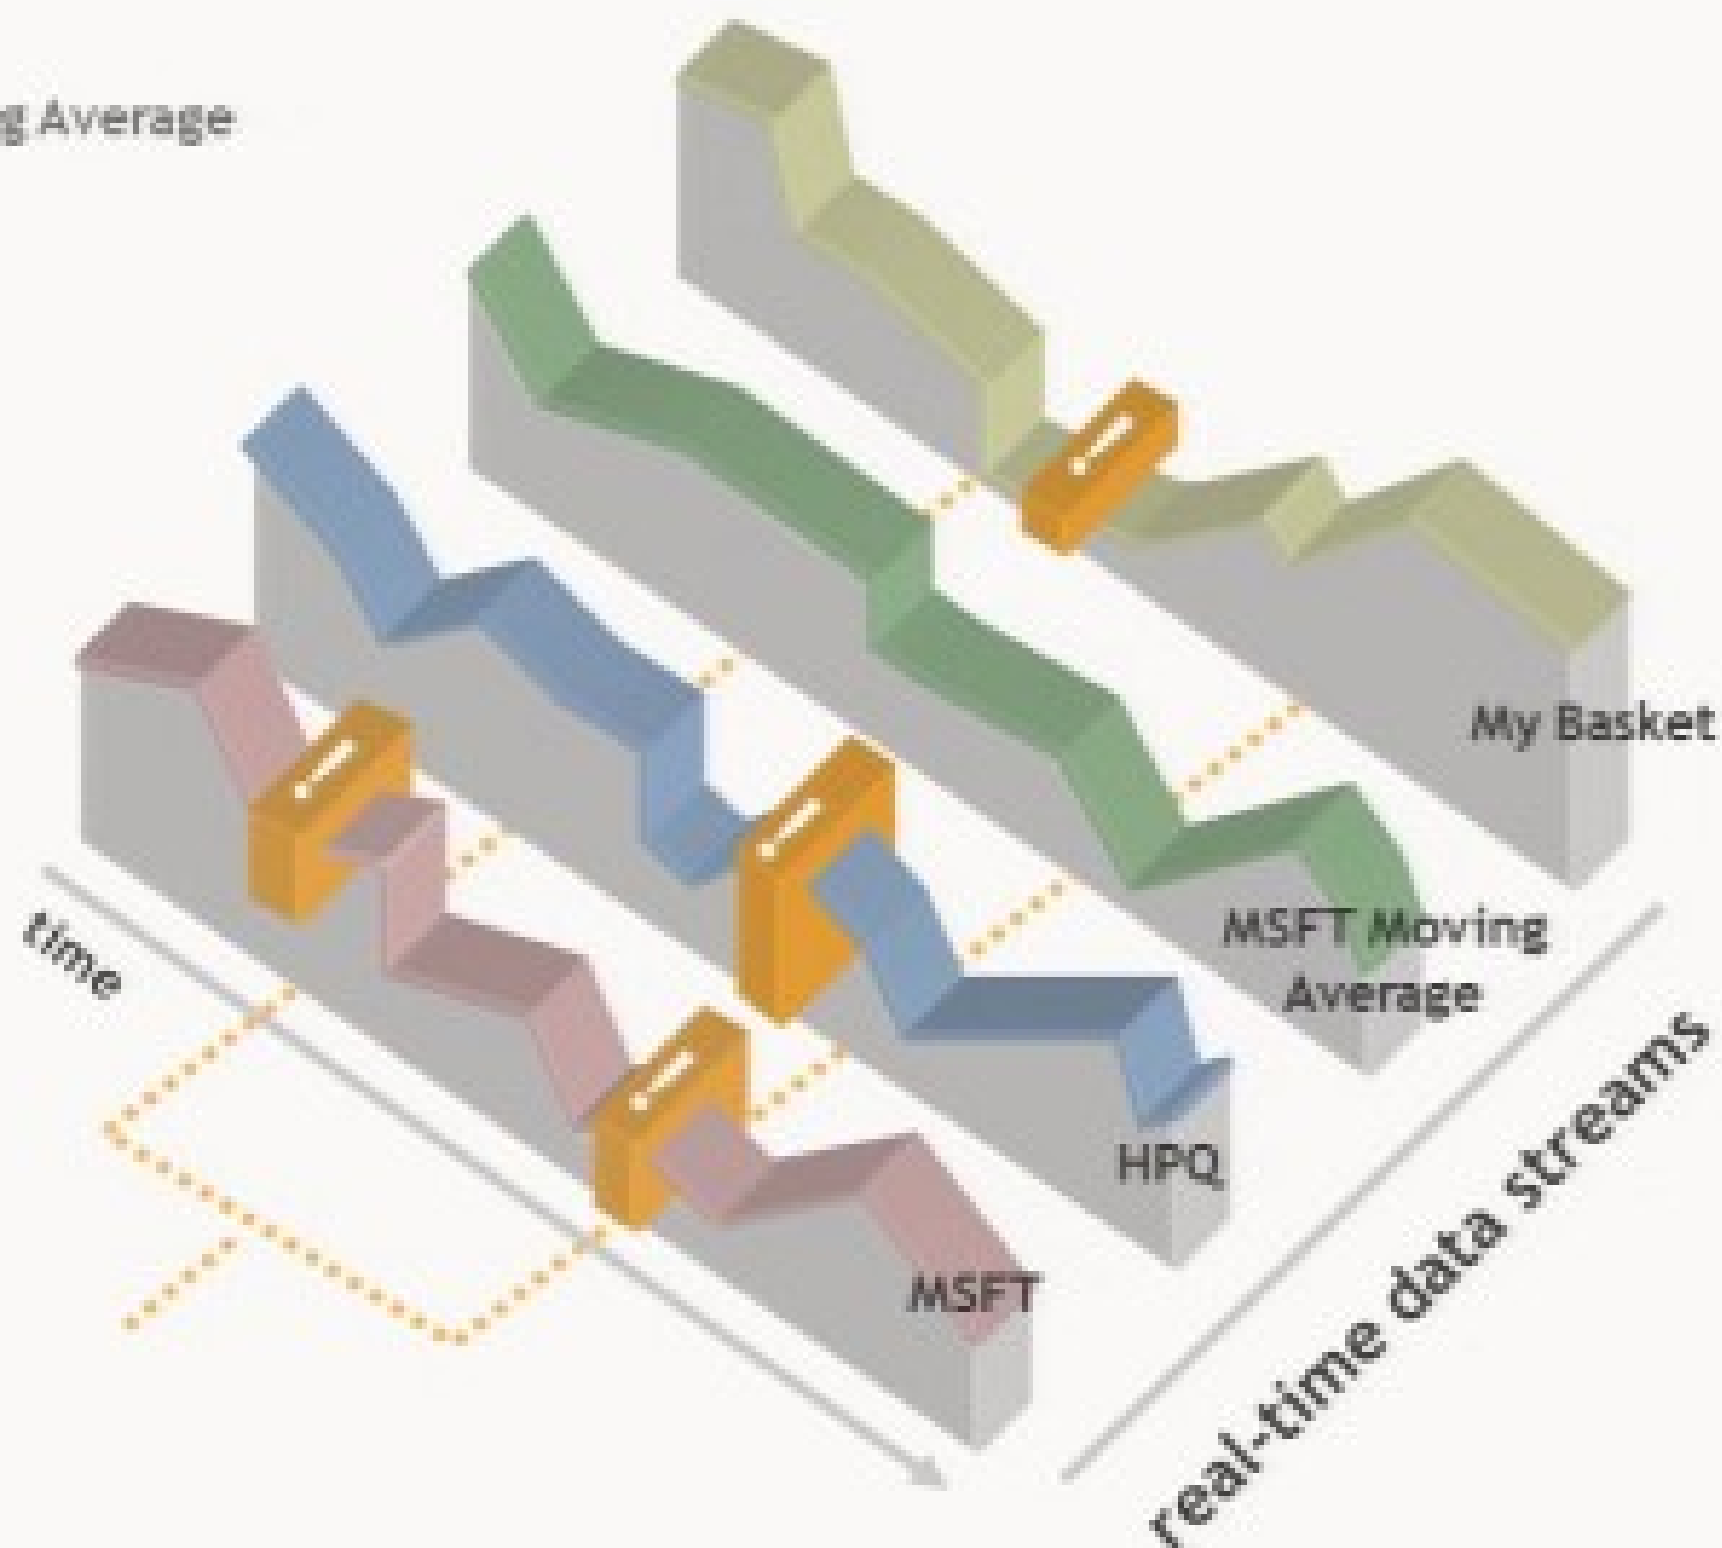 g Average
My Basket
MSFT Moving
Average
time
HPQ
MSFT
real-time data streams